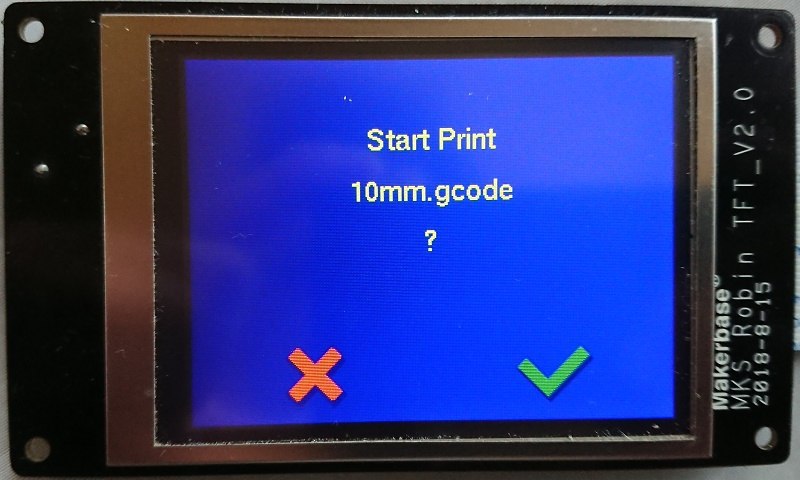 Start Print
10mm.gcode
?
Makerbase®
MKS Robin TFT_V2.0
2018-8-15